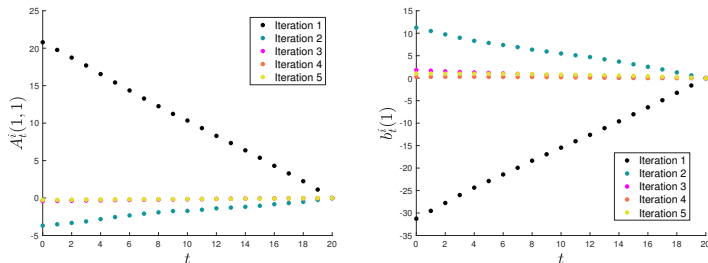 25
20
15
10
5
0
-5
0 2 4 6 8 10 12 14 16 18 20
t
A_t^i(1, 1)
Iteration 1
Iteration 2
Iteration 3
Iteration 4
Iteration 5
15
10
5
0
-5
-10
-15
-20
-25
-30
-35
0 2 4 6 8 10 12 14 16 18 20
t
b_t^i(1)
Iteration 1
Iteration 2
Iteration 3
Iteration 4
Iteration 5